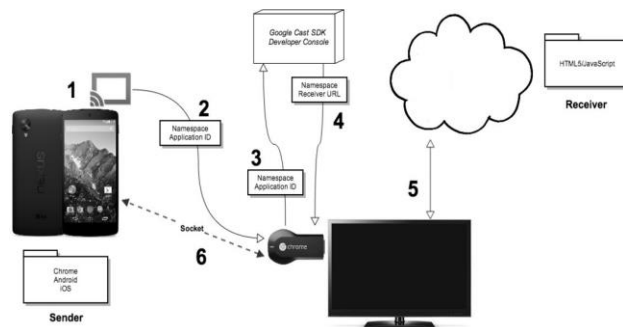 Google Cast SDK
Developer Console
1
2
Namespace
Application ID
Namespace
Receiver URL
4
3
Namespace
Application ID
HTML5/JavaScript
Receiver
5
Socket
6
chrome
nexus
Chrome
Android
iOS
Sender